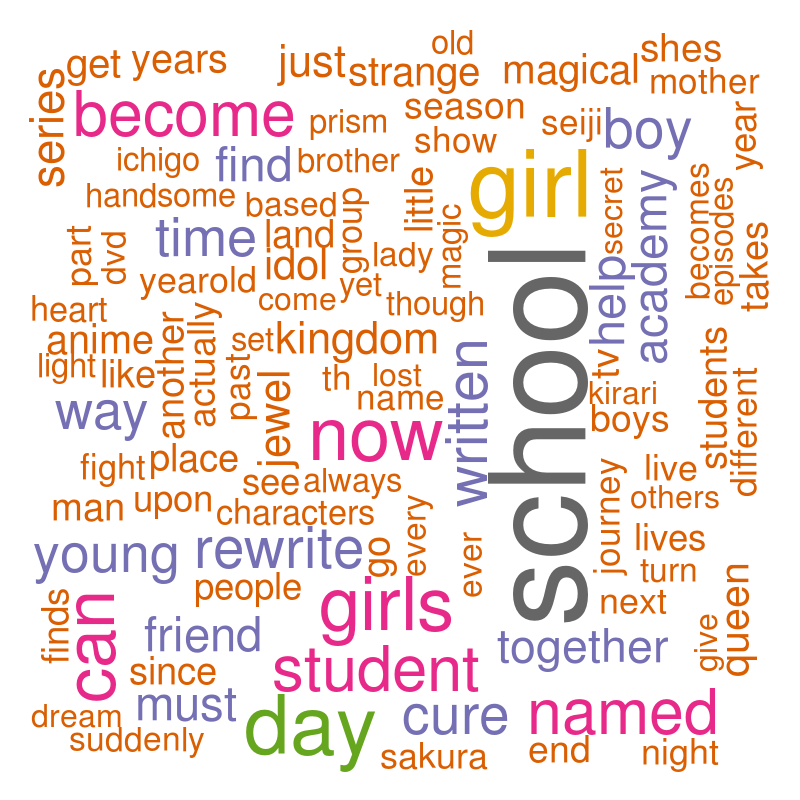 old
shes
get
years
just
strange
magical
mother
series
become
season
prism
show
seiji
boy
year
ichigo
find
brother
girl
handsome
based
little
secret
academy
becomes
episodes
takes
part
dvd
time
land
group
lady
magic
yearold
idol
come
yet
though
help
heart
anime
another
actually
set
kingdom
tv
light
like
past
th
lost
name
kirari
way
jewel
now
written
school
boys
students
different
fight
place
see
always
live
man
upon
characters
others
journey
young
rewrite
go
every
ever
lives
people
turn
finds
can
girls
next
friend
together
give
queen
since
student
dream
must
day
cure
named
suddenly
sakura
end
night